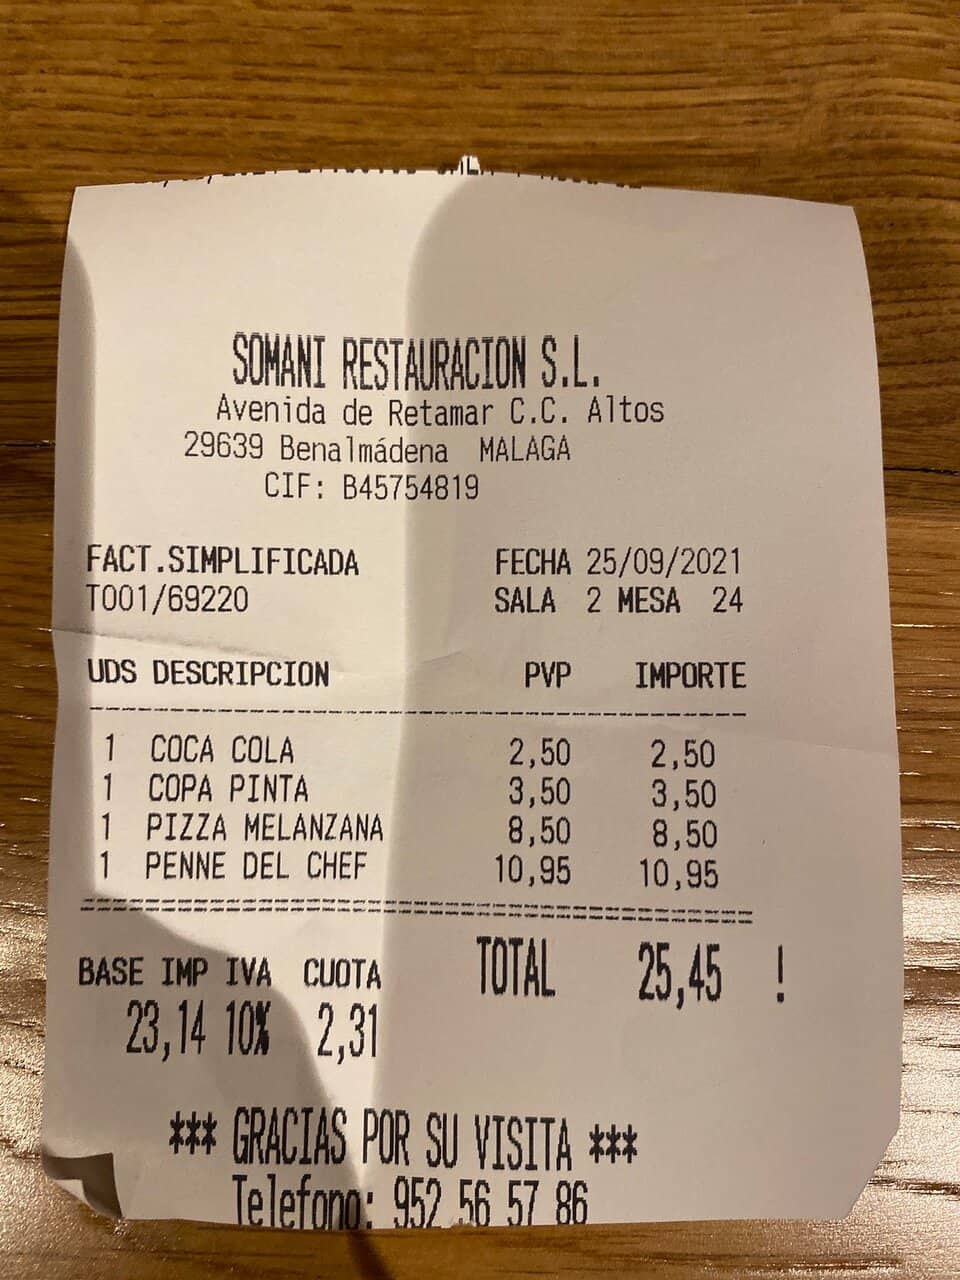 SOMANI RESTAURACION S.L.
Avenida de Retamar C.C. Altos
29639 Benalmádena MALAGA
CIF: B45754819
FACT.SIMPLIFICADA FECHA 25/09/2021
T001/69220 SALA 2 MESA 24
UDS DESCRIPCION PVP IMPORTE
1 COCA COLA 2,50 2,50
1 COPA PINTA 3,50 3,50
1 PIZZA MELANZANA 8,50 8,50
1 PENNE DEL CHEF 10,95 10,95
TOTAL 25,45 !
BASE IMP IVA CUOTA
23,14 10% 2,31
*** GRACIAS POR SU VISITA ***
Telefono: 952 56 57 86